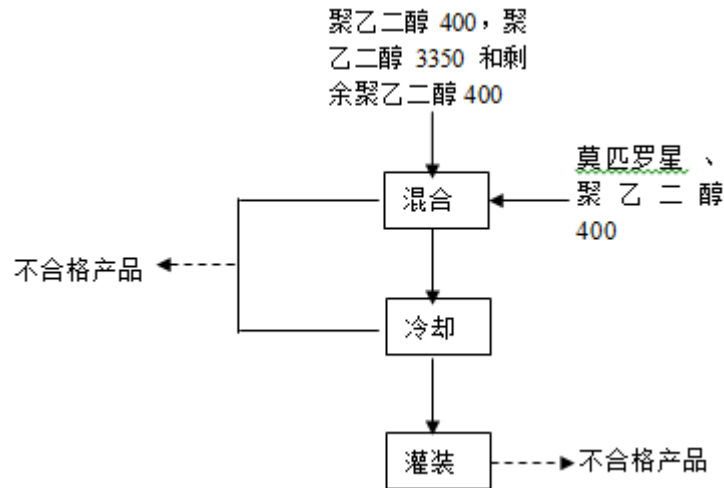 聚乙二醇 400，聚
乙二醇 3350 和剩
余聚乙二醇 400
莫匹罗星 、
聚 乙 二 醇
400
混合
不合格产品
冷却
灌装
不合格产品